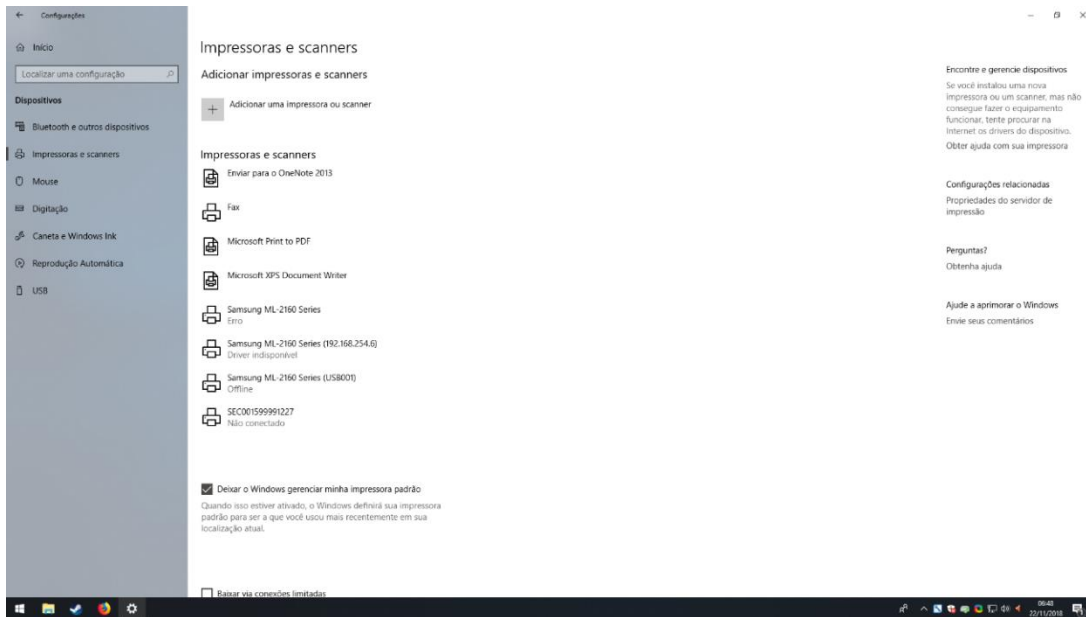 Configurações
Início
Localizar uma configuração
Dispositivos
Bluetooth e outros dispositivos
Impressoras e scanners
Mouse
Digitação
Caneta e Windows Ink
Reprodução Automática
USB
Impressoras e scanners
Adicionar impressoras e scanners
Adicionar uma impressora ou scanner
Impressoras e scanners
Enviar para o OneNote 2013
Fax
Microsoft Print to PDF
Microsoft XPS Document Writer
Samsung ML-2160 Series
Erro
Samsung ML-2160 Series (192.168.254.6)
Driver indisponível
Samsung ML-2160 Series (USB001)
Offline
SEC001599991227
Não conectado
Deixar o Windows gerenciar minha impressora padrão
Quando isso estiver ativado, o Windows definirá sua impressora
padrão para ser a que você usou mais recentemente em sua
localização atual.
Baixar via conexões limitadas
Encontre e gerencie dispositivos
Se você instalou uma nova
impressora ou um scanner, mas não
consegue fazer o equipamento
funcionar, tente procurar na
Internet os drivers do dispositivo.
Obter ajuda com sua impressora
Configurações relacionadas
Propriedades do servidor de
impressão
Perguntas?
Obtenha ajuda
Ajude a aprimorar o Windows
Envie seus comentários
06:48
22/11/2018